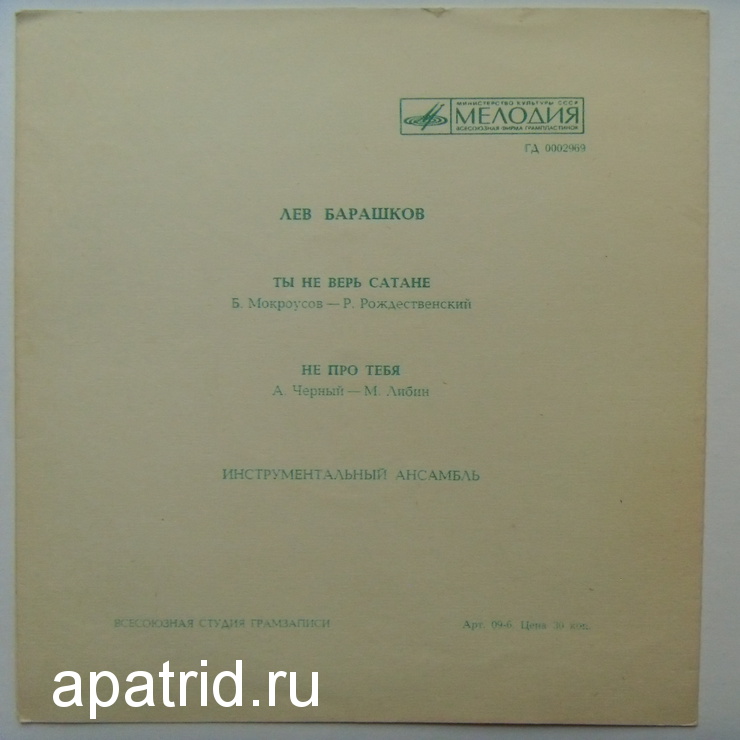 МИНИСТЕРСТВО КУЛЬТУРЫ СССР
МЕЛОДИЯ
ВСЕСОЮЗНАЯ ФИРМА ГРАМПЛАСТИНОК
ГД 0002969
ЛЕВ БАРАШКОВ
ТЫ НЕ ВЕРЬ САТАНЕ
Б. Мокроусов — Р. Рождественский
НЕ ПРО ТЕБЯ
А. Черный — М. Либин
ИНСТРУМЕНТАЛЬНЫЙ АНСАМБЛЬ
ВСЕСОЮЗНАЯ СТУДИЯ ГРАМЗАПИСИ
Арт. 09-6. Цена коп.
apatrid.ru